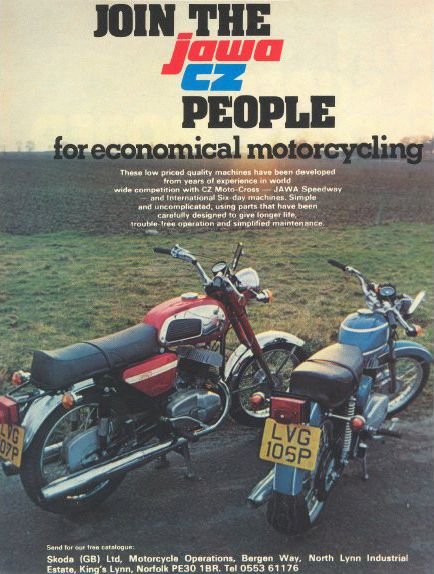 JOIN THE
jawa
CZ
PEOPLE
for economical motorcycling
These low priced quality machines have been developed
from years of experience in world
wide competition with CZ Moto-Cross — JAWA Speedway
— and International Six-day machines. Simple
and uncomplicated, using parts that have been
carefully designed to give longer life,
trouble-free operation and simplified maintenance.
LVG
07P
LVG
106P
Send for our free catalogue:
Skoda (GB) Ltd, Motorcycle Operations, Bergen Way, North Lynn Industrial
Estate, King's Lynn, Norfolk PE30 1BR. Tel 0553 61176